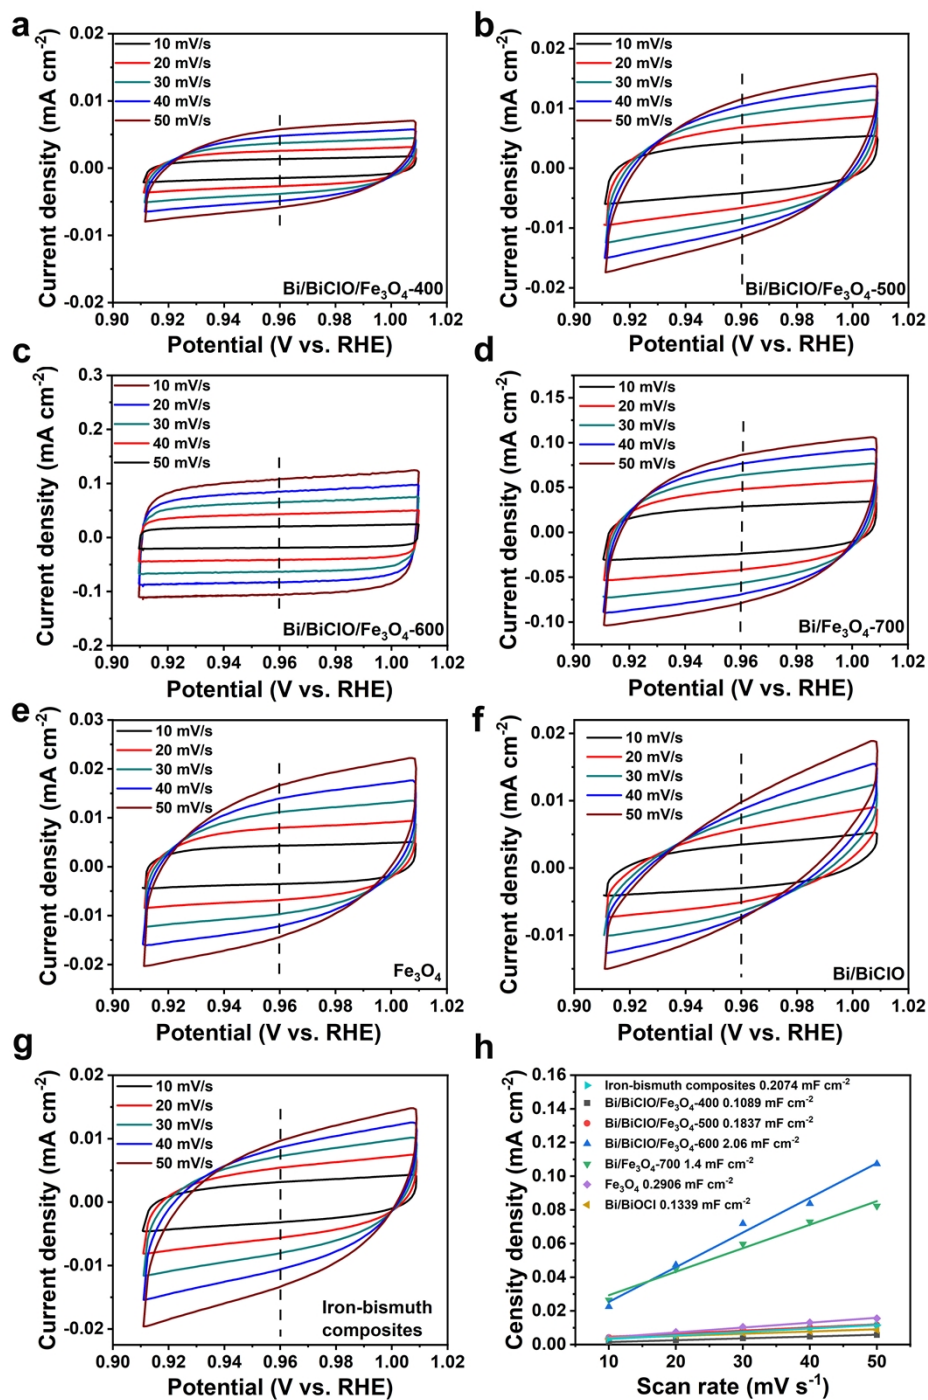 a
Current density (mA cm⁻²)
0.02
0.01
0.00
-0.01
-0.02
10 mV/s
20 mV/s
30 mV/s
40 mV/s
50 mV/s
Bi/BiClO/Fe₃O₄-400
0.90 0.92 0.94 0.96 0.98 1.00 1.02
Potential (V vs. RHE)
b
Current density (mA cm⁻²)
0.02
0.01
0.00
-0.01
-0.02
10 mV/s
20 mV/s
30 mV/s
40 mV/s
50 mV/s
Bi/BiClO/Fe₃O₄-500
0.90 0.92 0.94 0.96 0.98 1.00 1.02
Potential (V vs. RHE)
c
Current density (mA cm⁻²)
0.3
0.2
0.1
0.0
-0.1
-0.2
10 mV/s
20 mV/s
30 mV/s
40 mV/s
50 mV/s
Bi/BiClO/Fe₃O₄-600
0.90 0.92 0.94 0.96 0.98 1.00 1.02
Potential (V vs. RHE)
d
Current density (mA cm⁻²)
0.15
0.10
0.05
0.00
-0.05
-0.10
10 mV/s
20 mV/s
30 mV/s
40 mV/s
50 mV/s
Bi/Fe₃O₄-700
0.90 0.92 0.94 0.96 0.98 1.00 1.02
Potential (V vs. RHE)
e
Current density (mA cm⁻²)
0.03
0.02
0.01
0.00
-0.01
-0.02
10 mV/s
20 mV/s
30 mV/s
40 mV/s
50 mV/s
Fe₃O₄
0.90 0.92 0.94 0.96 0.98 1.00 1.02
Potential (V vs. RHE)
f
Current density (mA cm⁻²)
0.02
0.01
0.00
-0.01
10 mV/s
20 mV/s
30 mV/s
40 mV/s
50 mV/s
Bi/BiClO
0.90 0.92 0.94 0.96 0.98 1.00 1.02
Potential (V vs. RHE)
g
Current density (mA cm⁻²)
0.02
0.01
0.00
-0.01
-0.02
10 mV/s
20 mV/s
30 mV/s
40 mV/s
50 mV/s
Iron-bismuth
composites
0.90 0.92 0.94 0.96 0.98 1.00 1.02
Potential (V vs. RHE)
h
Censity density (mA cm⁻²)
0.16
0.14
0.12
0.10
0.08
0.06
0.04
0.02
0.00
Iron-bismuth composites 0.2074 mF cm⁻²
Bi/BiClO/Fe₃O₄-400 0.1089 mF cm⁻²
Bi/BiClO/Fe₃O₄-500 0.1837 mF cm⁻²
Bi/BiClO/Fe₃O₄-600 2.06 mF cm⁻²
Bi/Fe₃O₄-700 1.4 mF cm⁻²
Fe₃O₄ 0.2906 mF cm⁻²
Bi/BiOCl 0.1339 mF cm⁻²
10 20 30 40 50
Scan rate (mV s⁻¹)